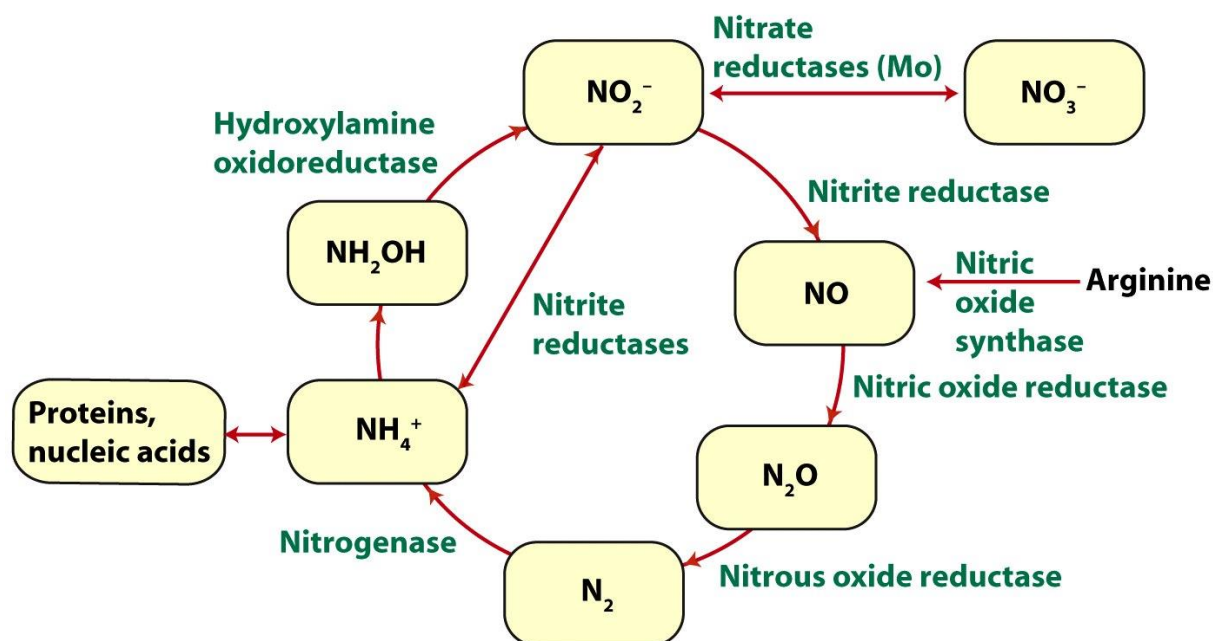 Nitrate
reductases (Mo)
NO₂⁻
NO₃⁻
Hydroxylamine
oxidoreductase
Nitrite reductase
NH₂OH
NO
Nitric
oxide
synthase
Arginine
Nitrite
reductases
Nitric oxide reductase
Proteins,
nucleic acids
NH₄⁺
N₂O
Nitrogenase
Nitrous oxide reductase
N₂